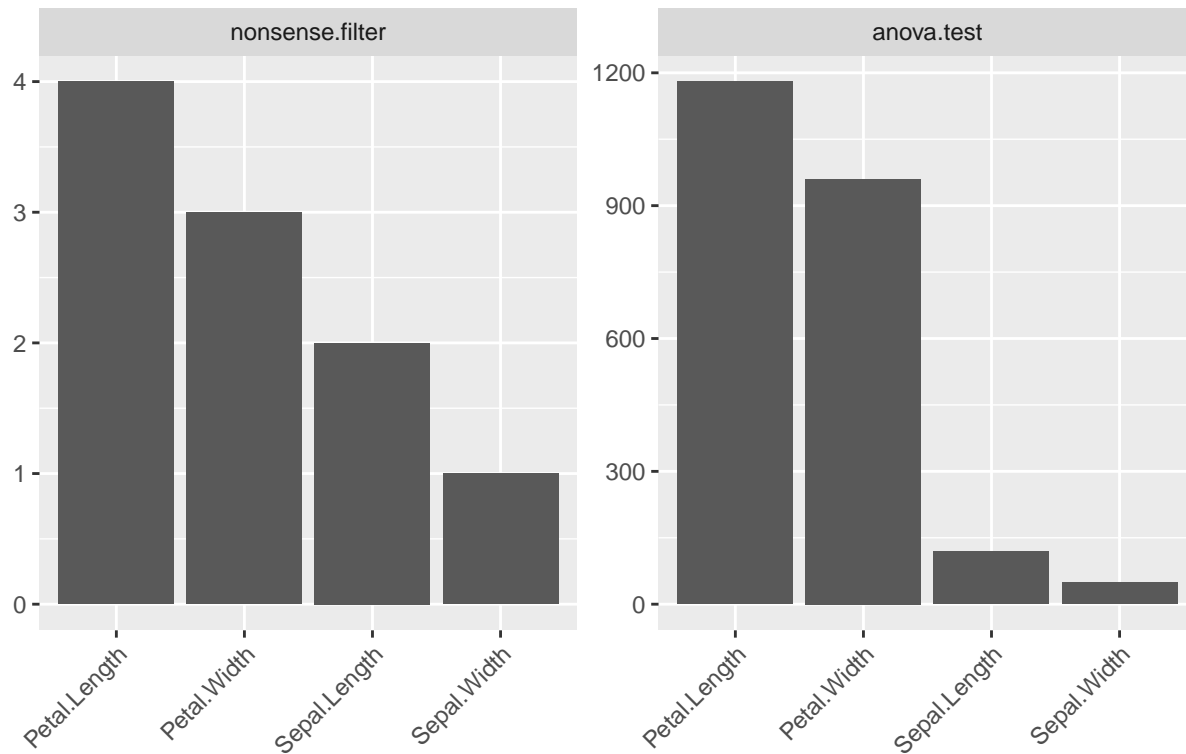 nonsense.filter
anova.test
4
3
2
1
0
1200
900
600
300
0
Petal.Length
Petal.Width
Sepal.Length
Sepal.Width
Petal.Length
Petal.Width
Sepal.Length
Sepal.Width